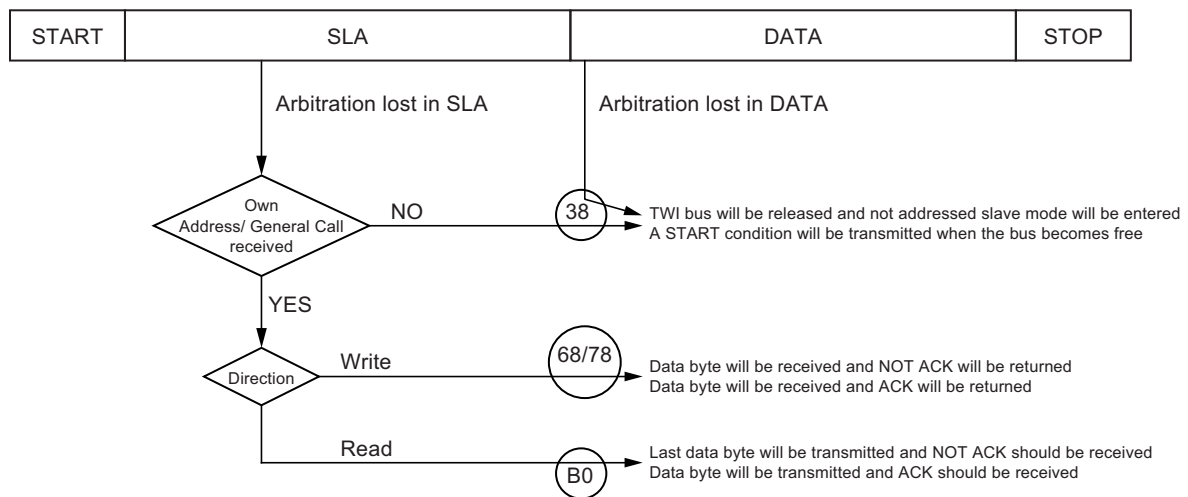 START
SLA
DATA
STOP
Arbitration lost in SLA
Arbitration lost in DATA
Own
Address/ General Call
received
NO
38
TWI bus will be released and not addressed slave mode will be entered
A START condition will be transmitted when the bus becomes free
YES
Direction
Write
68/78
Data byte will be received and NOT ACK will be returned
Data byte will be received and ACK will be returned
Read
B0
Last data byte will be transmitted and NOT ACK should be received
Data byte will be transmitted and ACK should be received